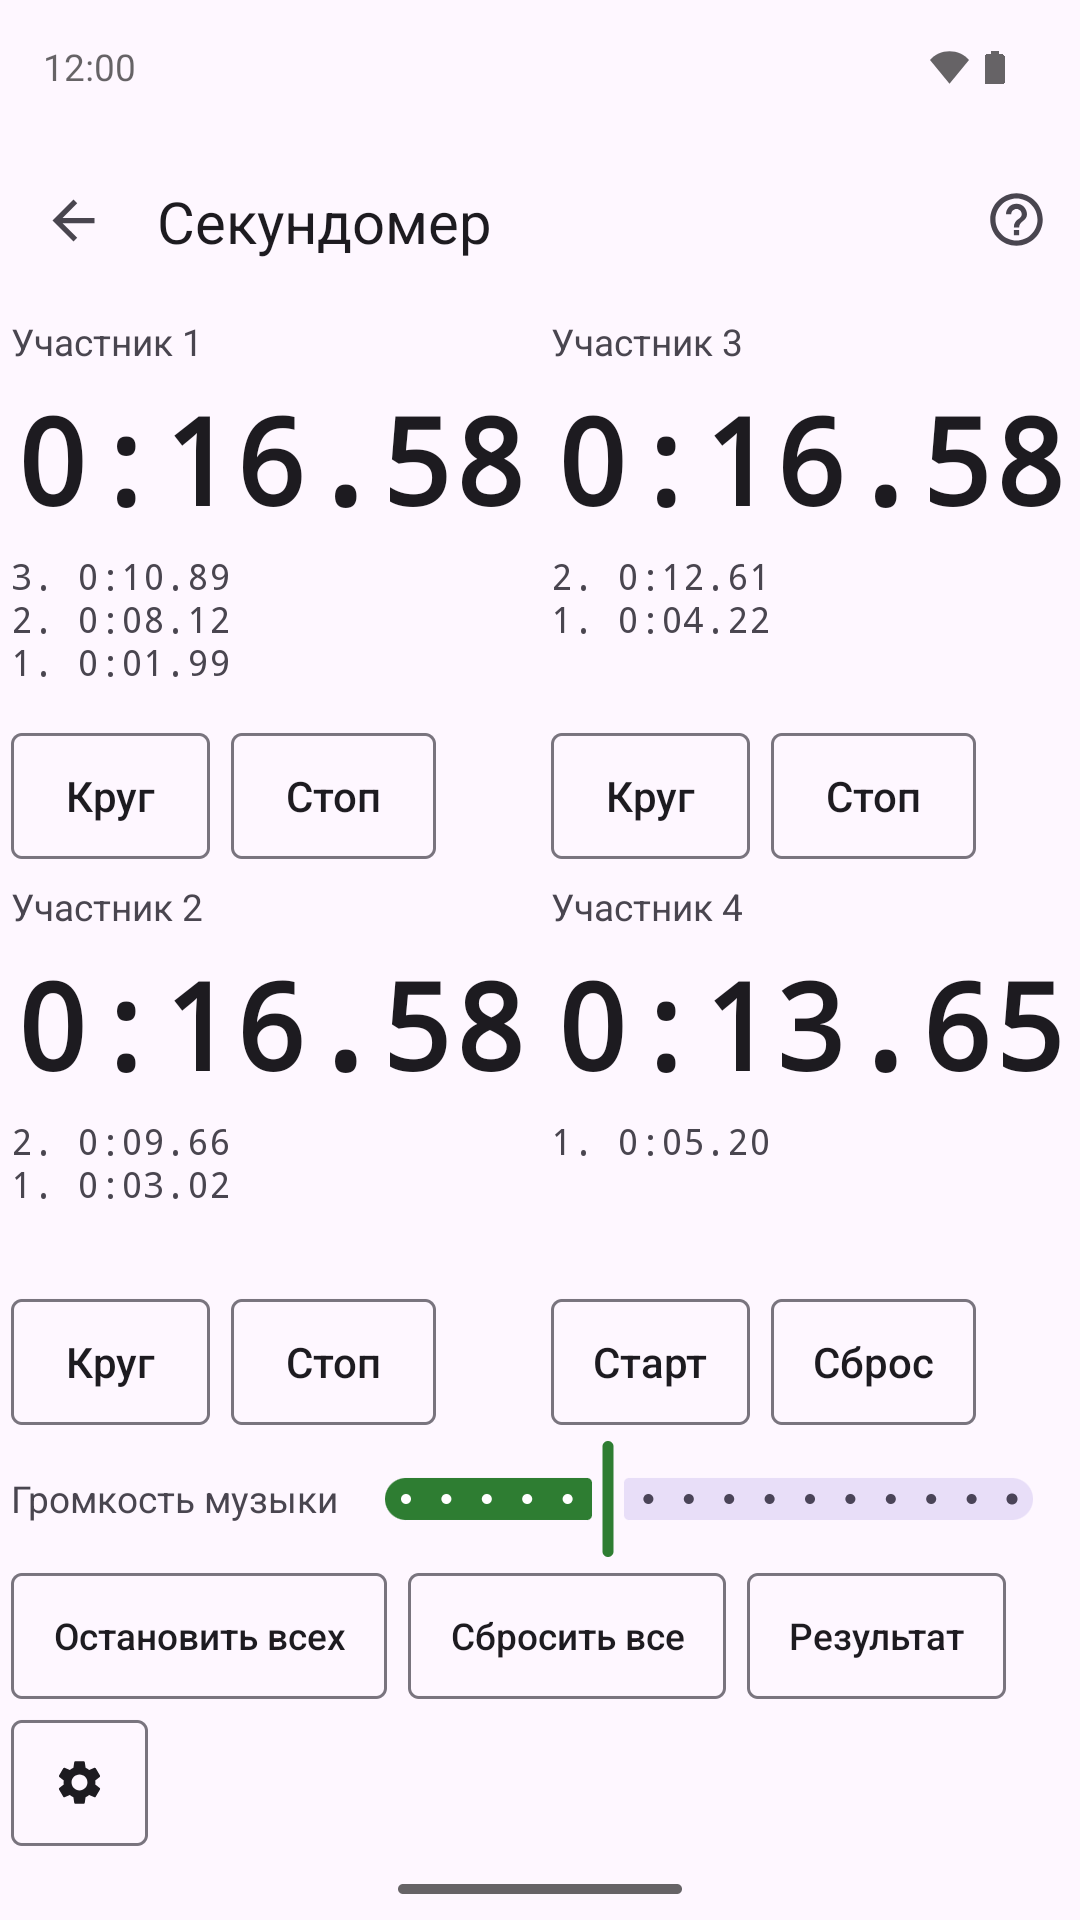 12:00
Секундомер
Участник 1
0:16.58
3. 0:10.89
2. 0:08.12
1. 0:01.99
Круг Стоп
Участник 3
0:16.58
2. 0:12.61
1. 0:04.22
Круг Стоп
Участник 2
0:16.58
2. 0:09.66
1. 0:03.02
Круг Стоп
Участник 4
0:13.65
1. 0:05.20
Старт Сброс
Громкость музыки
Остановить всех Сбросить все Результат